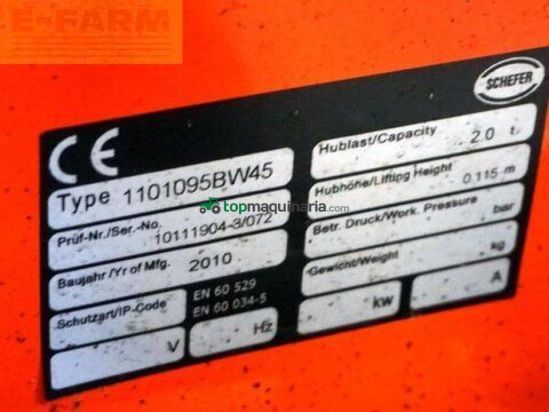 E-FARM
SCHEFER
CE
Type 1101095BW45
Prüf-Nr./Ser.-No. 10111904-3/072
Baujahr/Yr of Mfg. 2010
Schutzart/IP-Code EN 60 529
EN 60 034-5
V Hz kw A
Hublast/Capacity 2.0 t
Hubhöhe/Lifting Height 0.115 m
Betr. Druck/Work. Pressure bar
Gewicht/Weight kg
topmaquinaria.com